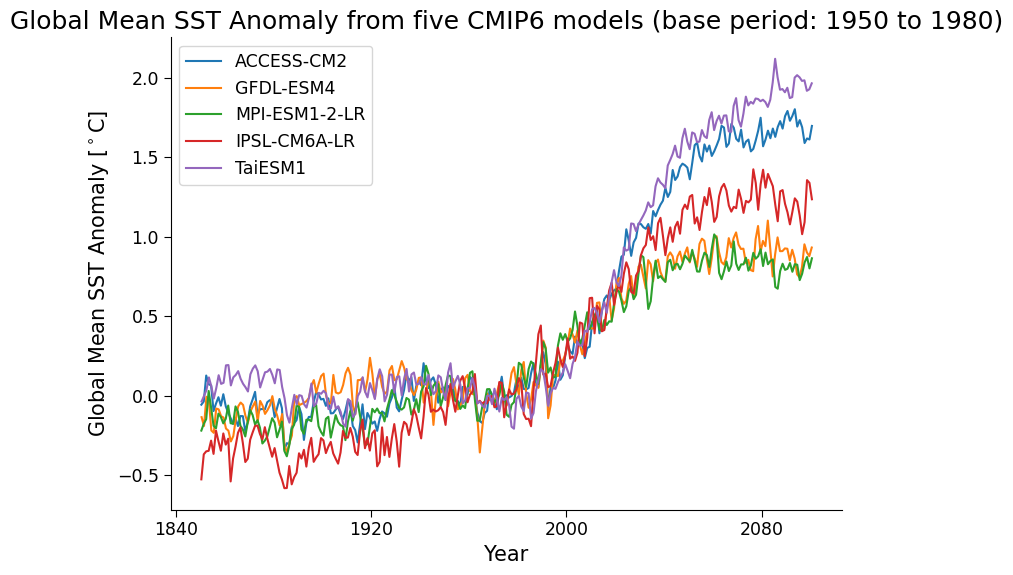 Global Mean SST Anomaly from five CMIP6 models (base period: 1950 to 1980)
ACCESS-CM2
GFDL-ESM4
MPI-ESM1-2-LR
IPSL-CM6A-LR
TaiESM1
Global Mean SST Anomaly [°C]
2.0
1.5
1.0
0.5
0.0
−0.5
1840 1920 2000 2080
Year